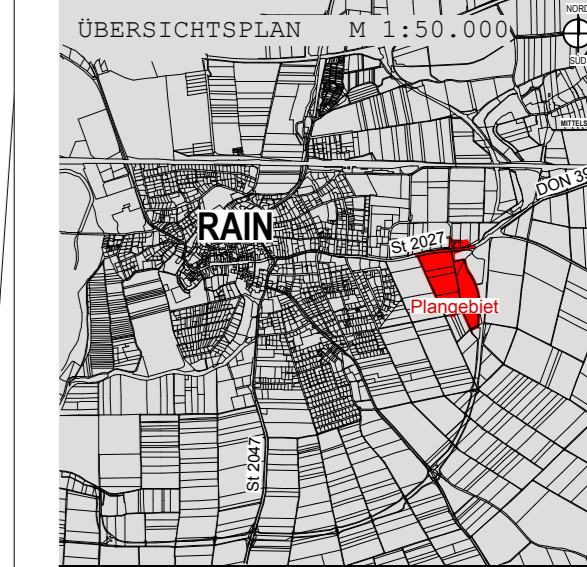 ÜBERSICHTSPLAN M 1:50.000
NORD
SÜD
DON 39
RAIN
St 2027
Plangebiet
St 2047